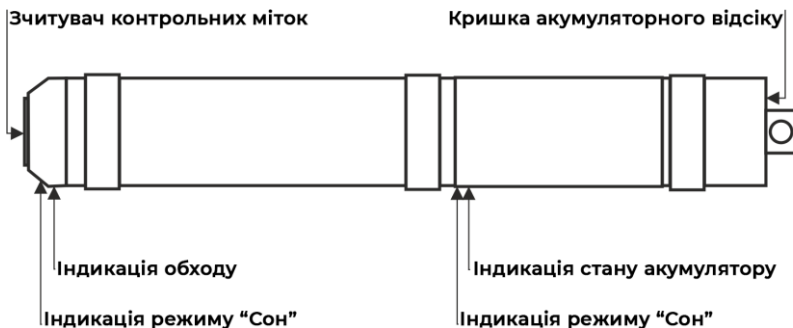 Зчитувач контрольних міток
Кришка акумуляторного відсіку
Індикація обходу
Індикація стану акумулятору
Індикація режиму “Сон”
Індикація режиму “Сон”